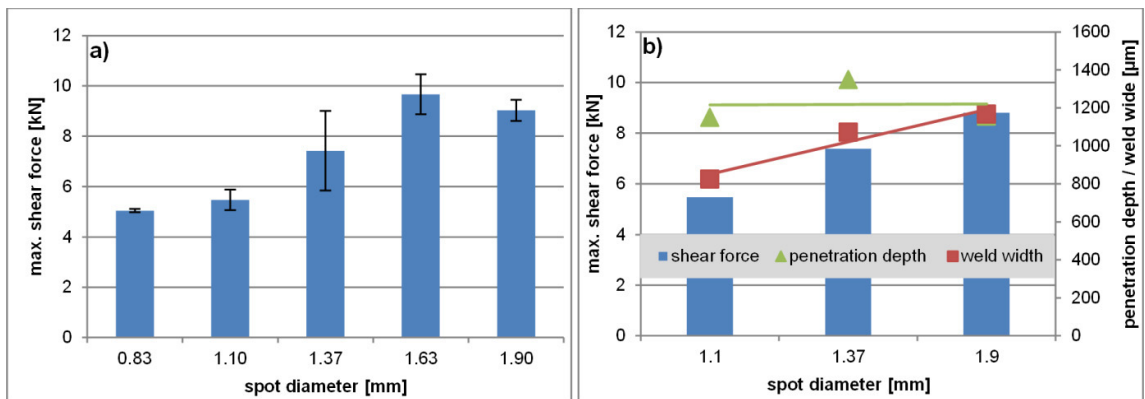 a)
max. shear force [kN]
12
10
8
6
4
2
0
0.83 1.10 1.37 1.63 1.90
spot diameter [mm]
b)
max. shear force [kN]
12
10
8
6
4
2
0
shear force penetration depth weld width
1.1 1.37 1.9
spot diameter [mm]
1600
1400
1200
1000
800
600
400
200
0
penetration depth / weld wide [µm]